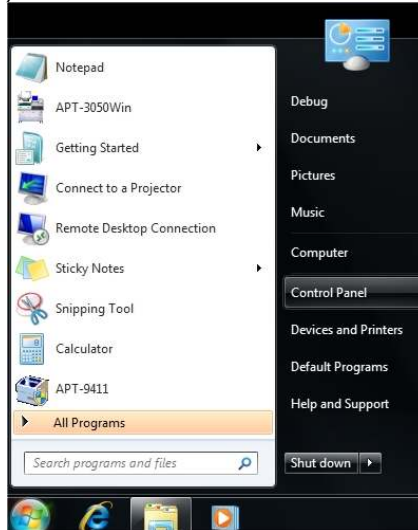 Notepad
APT-3050Win
Getting Started
Connect to a Projector
Remote Desktop Connection
Sticky Notes
Snipping Tool
Calculator
APT-9411
All Programs
Search programs and files
Debug
Documents
Pictures
Music
Computer
Control Panel
Devices and Printers
Default Programs
Help and Support
Shut down